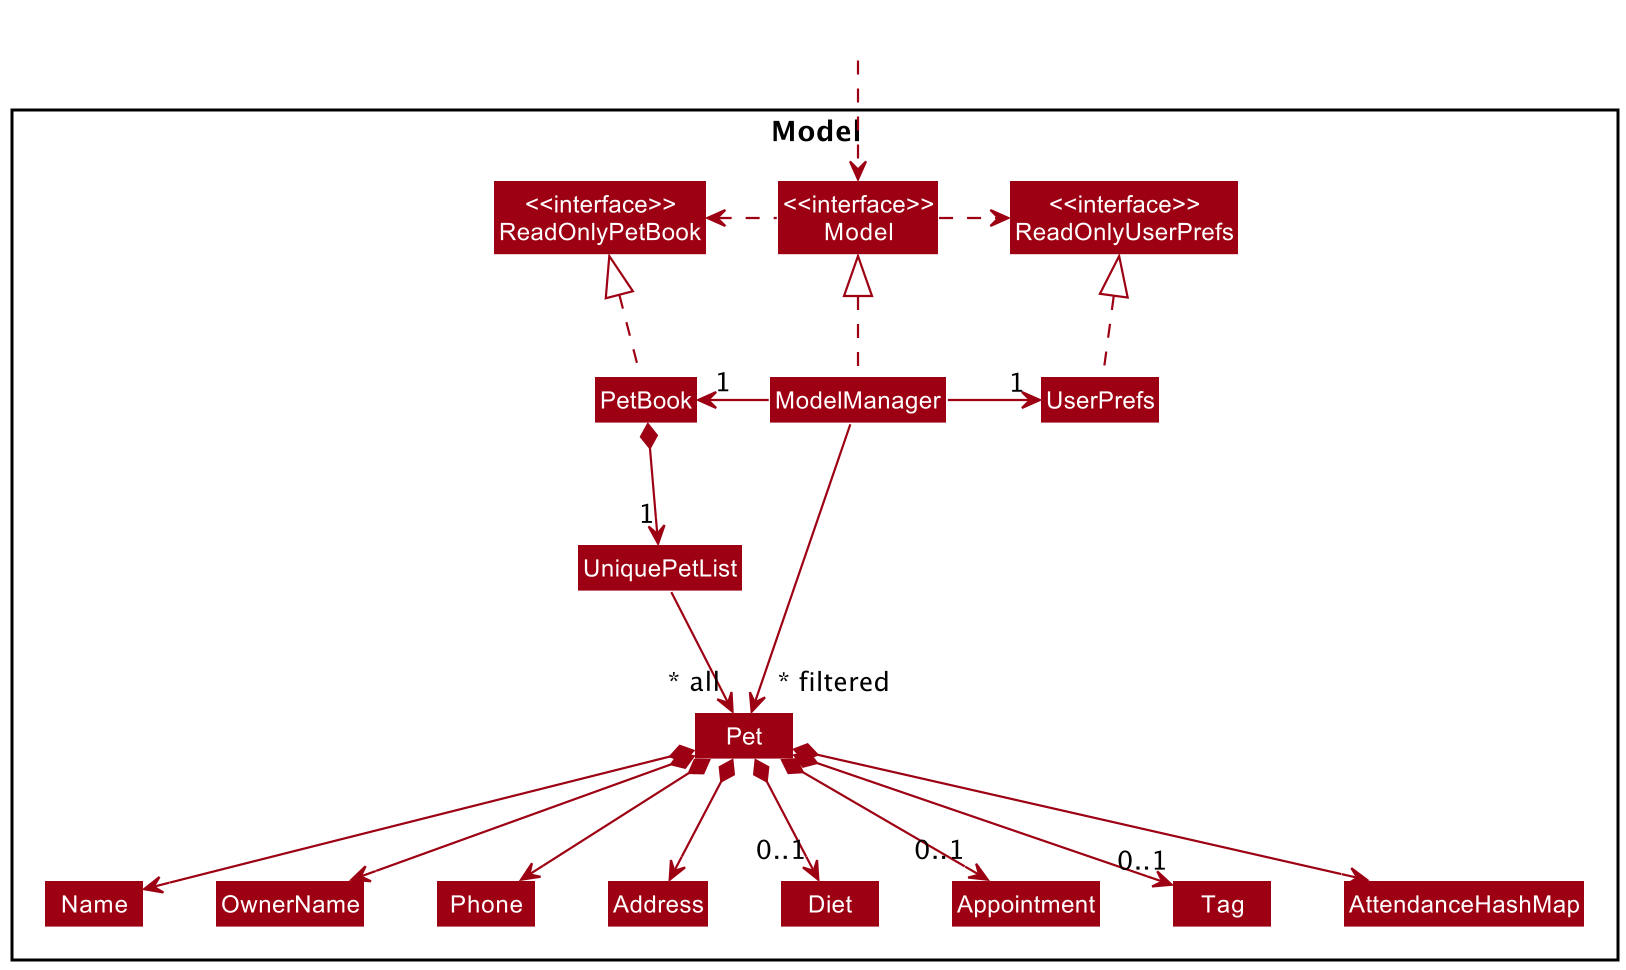 Model
<<interface>>
ReadOnlyPetBook
<<interface>>
Model
<<interface>>
ReadOnlyUserPrefs
PetBook
1
ModelManager
1
UserPrefs
1
UniquePetList
* all
* filtered
Pet
0..1
0..1
0..1
Name
OwnerName
Phone
Address
Diet
Appointment
Tag
AttendanceHashMap